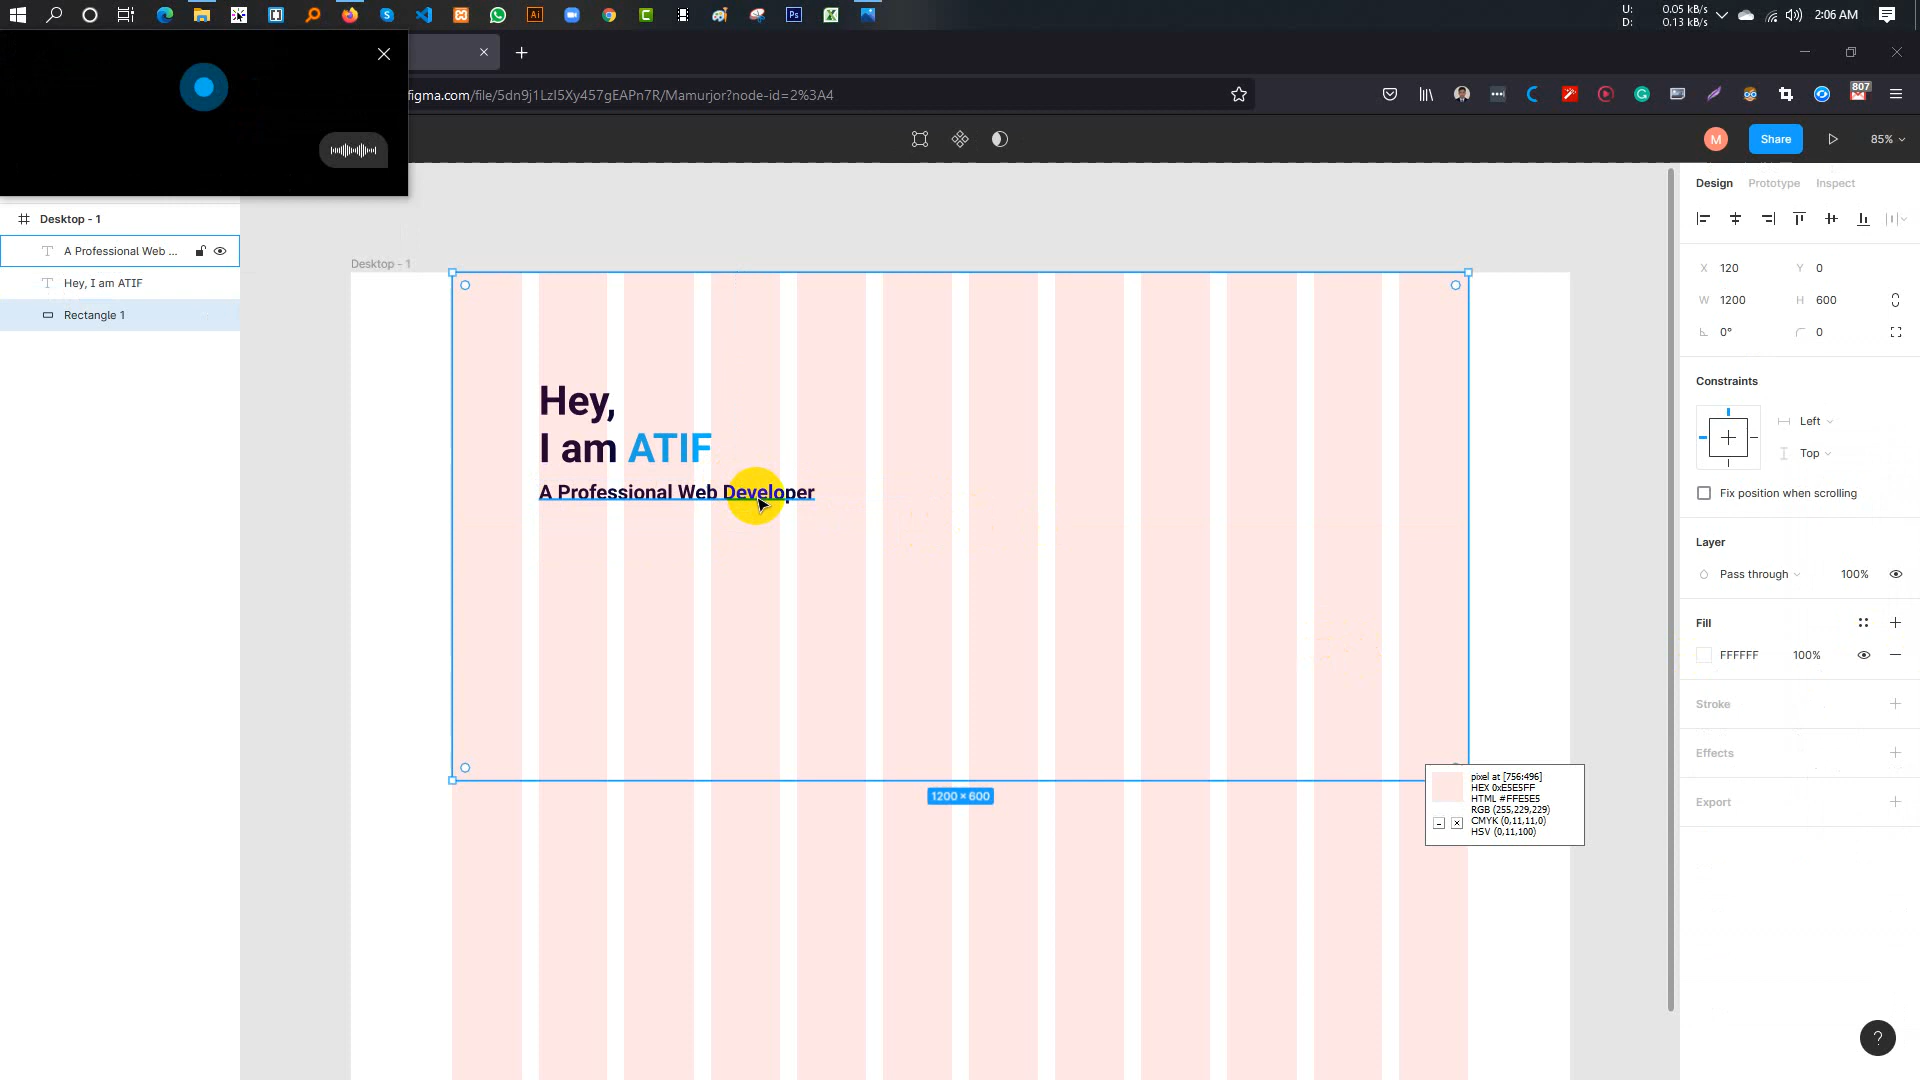 U: 0.05 kB/s
D: 0.13 kB/s
2:06 AM
figma.com/file/5dn9j1LzI5Xy457gEAPn7R/Mamurjor?node-id=2%3A4
807
M
Share
85%
Desktop - 1
A Professional Web ...
Hey, I am ATIF
Rectangle 1
Desktop - 1
Hey,
I am ATIF
A Professional Web Developer
1200 × 600
Design Prototype Inspect
X 120 Y 0
W 1200 H 600
0° 0
Constraints
Left
Top
Fix position when scrolling
Layer
Pass through 100%
Fill
FFFFFF 100%
Stroke
Effects
Export
pixel at [756:496]
HEX 0xE5E5FF
HTML #FFE5E5
RGB (255,229,229)
CMYK (0,11,11,0)
HSV (0,11,100)
?